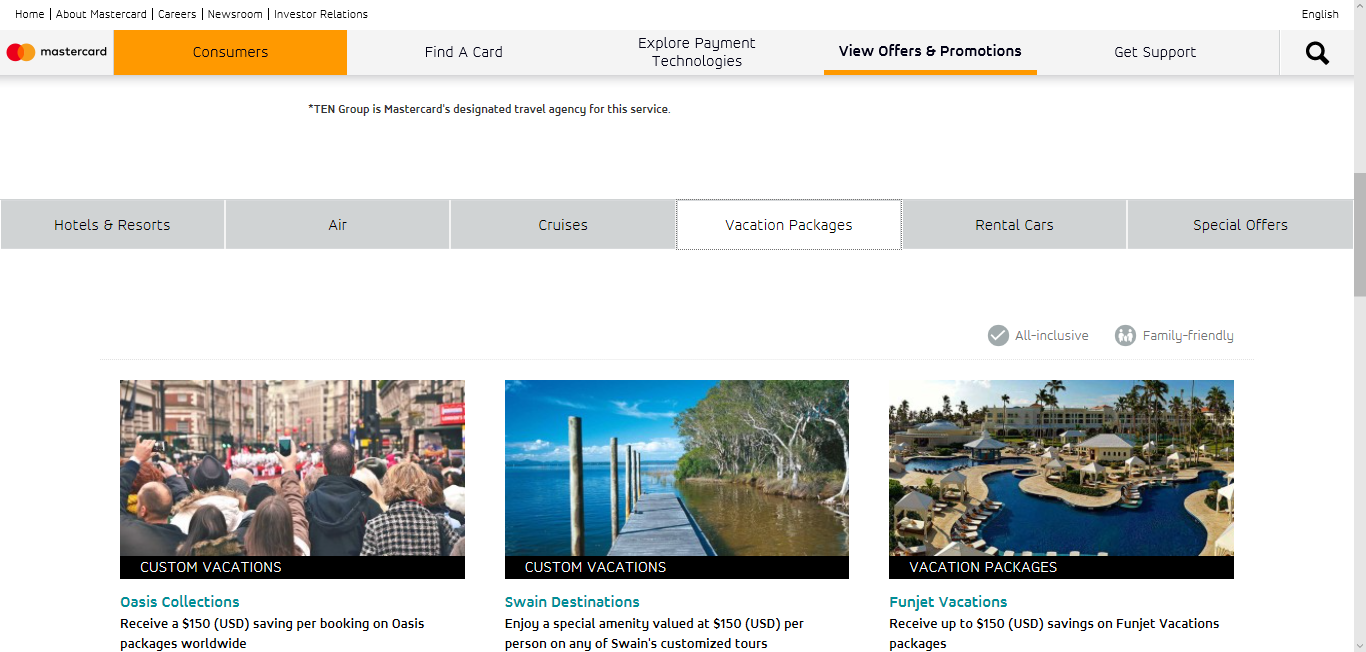 Home | About Mastercard | Careers | Newsroom | Investor Relations
English
mastercard
Consumers
Find A Card
Explore Payment
Technologies
View Offers & Promotions
Get Support
*TEN Group is Mastercard's designated travel agency for this service.
Hotels & Resorts
Air
Cruises
Vacation Packages
Rental Cars
Special Offers
All-inclusive
Family-friendly
CUSTOM VACATIONS
Oasis Collections
Receive a $150 (USD) saving per booking on Oasis
packages worldwide
CUSTOM VACATIONS
Swain Destinations
Enjoy a special amenity valued at $150 (USD) per
person on any of Swain's customized tours
VACATION PACKAGES
Funjet Vacations
Receive up to $150 (USD) savings on Funjet Vacations
packages